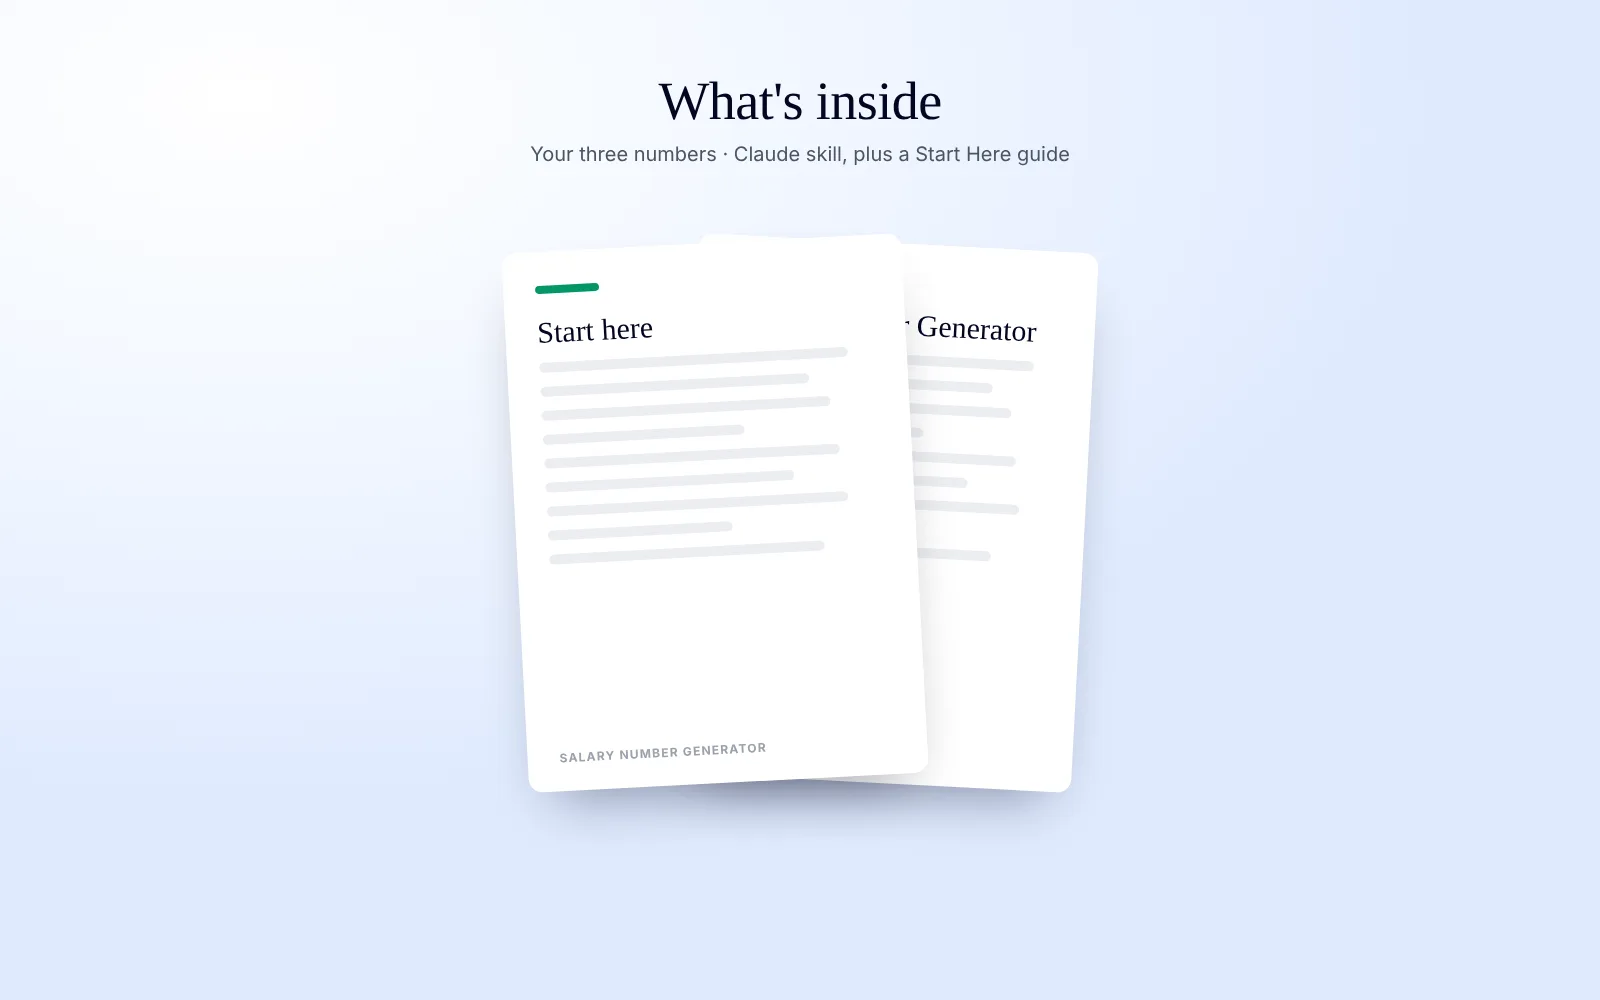 What's inside
Your three numbers · Claude skill, plus a Start Here guide
Start here
Generator
SALARY NUMBER GENERATOR